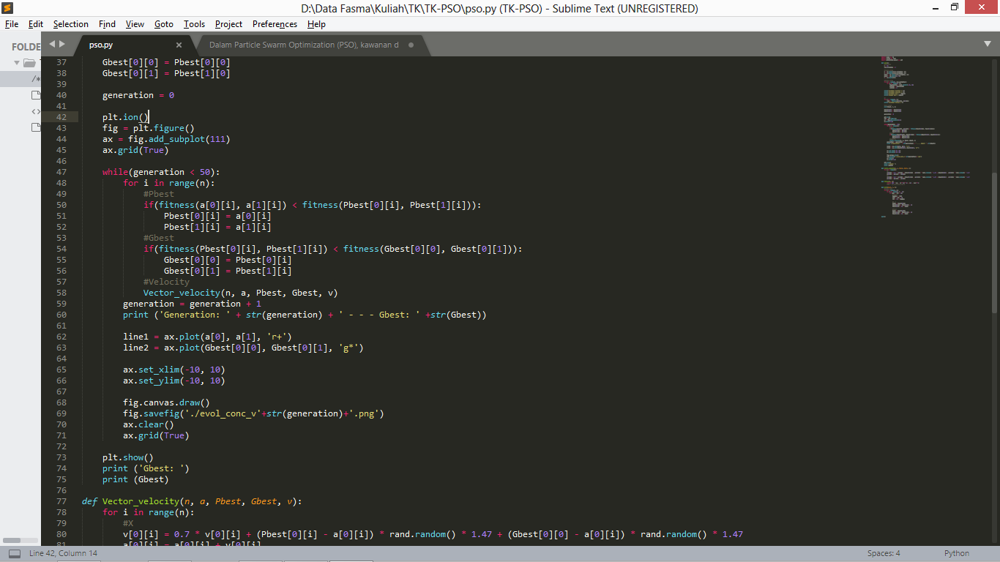 D:\Data Fasma\Kuliah\TK\TK-PSO\pso.py (TK-PSO) - Sublime Text (UNREGISTERED)
File Edit Selection Find View Goto Tools Project Preferences Help
FOLDE
pso.py
Dalam Particle Swarm Optimization (PSO), kawanan d
37 Gbest[0][0] = Pbest[0][0]
38 Gbest[0][1] = Pbest[1][0]
39
40 generation = 0
41
42 plt.ion()
43 fig = plt.figure()
44 ax = fig.add_subplot(111)
45 ax.grid(True)
46
47 while(generation < 50):
48 for i in range(n):
49 #Pbest
50 if(fitness(a[0][i], a[1][i]) < fitness(Pbest[0][i], Pbest[1][i])):
51 Pbest[0][i] = a[0][i]
52 Pbest[1][i] = a[1][i]
53 #Gbest
54 if(fitness(Pbest[0][i], Pbest[1][i]) < fitness(Gbest[0][0], Gbest[0][1])):
55 Gbest[0][0] = Pbest[0][i]
56 Gbest[0][1] = Pbest[1][i]
57 #Velocity
58 Vector_velocity(n, a, Pbest, Gbest, v)
59 generation = generation + 1
60 print ('Generation: ' + str(generation) + ' - - - Gbest: ' +str(Gbest))
61
62 line1 = ax.plot(a[0], a[1], 'r+')
63 line2 = ax.plot(Gbest[0][0], Gbest[0][1], 'g*')
64
65 ax.set_xlim(-10, 10)
66 ax.set_ylim(-10, 10)
67
68 fig.canvas.draw()
69 fig.savefig('./evol_conc_v'+str(generation)+'.png')
70 ax.clear()
71 ax.grid(True)
72
73 plt.show()
74 print ('Gbest: ')
75 print (Gbest)
76
77 def Vector_velocity(n, a, Pbest, Gbest, v):
78 for i in range(n):
79 #X
80 v[0][i] = 0.7 * v[0][i] + (Pbest[0][i] - a[0][i]) * rand.random() * 1.47 + (Gbest[0][0] - a[0][i]) * rand.random() * 1.47
81 a[0][i] = a[0][i] + v[0][i]
Line 42, Column 14
Spaces: 4
Python